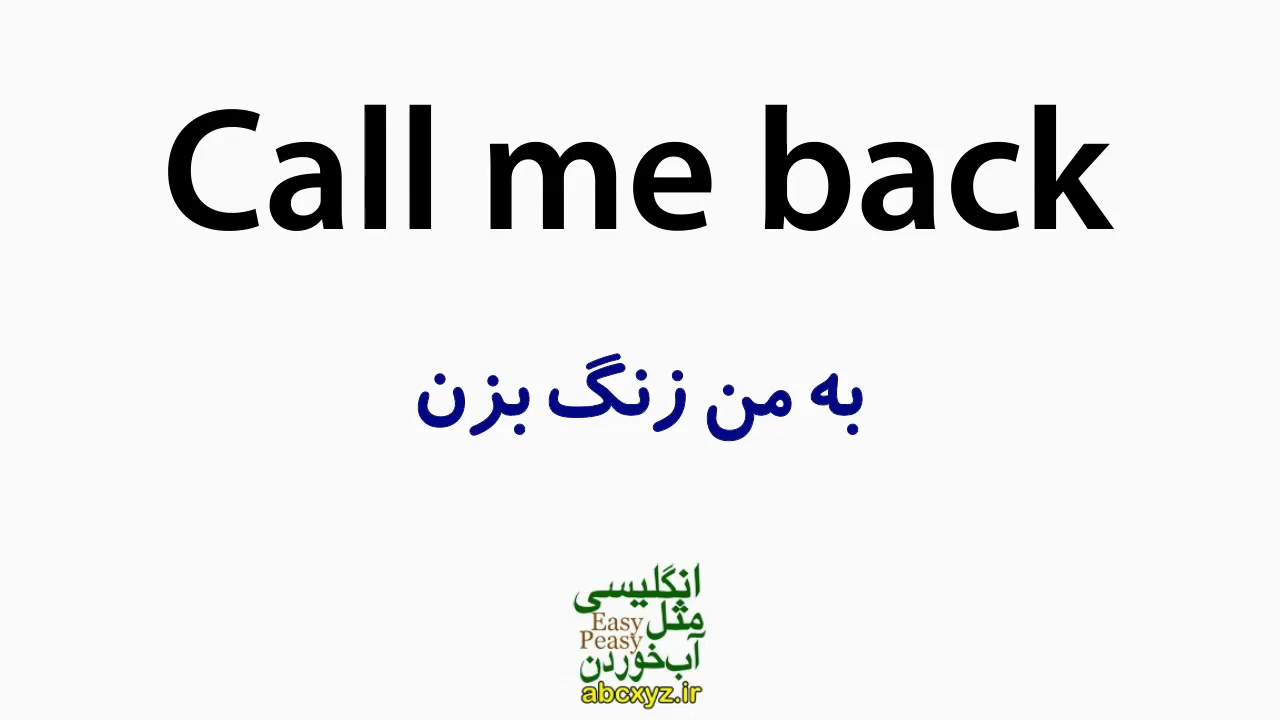 Call me back
به من زنگ بزن
انگلیسی
مثل
Easy
Peasy
آب‌خوردن
abcxyz.ir